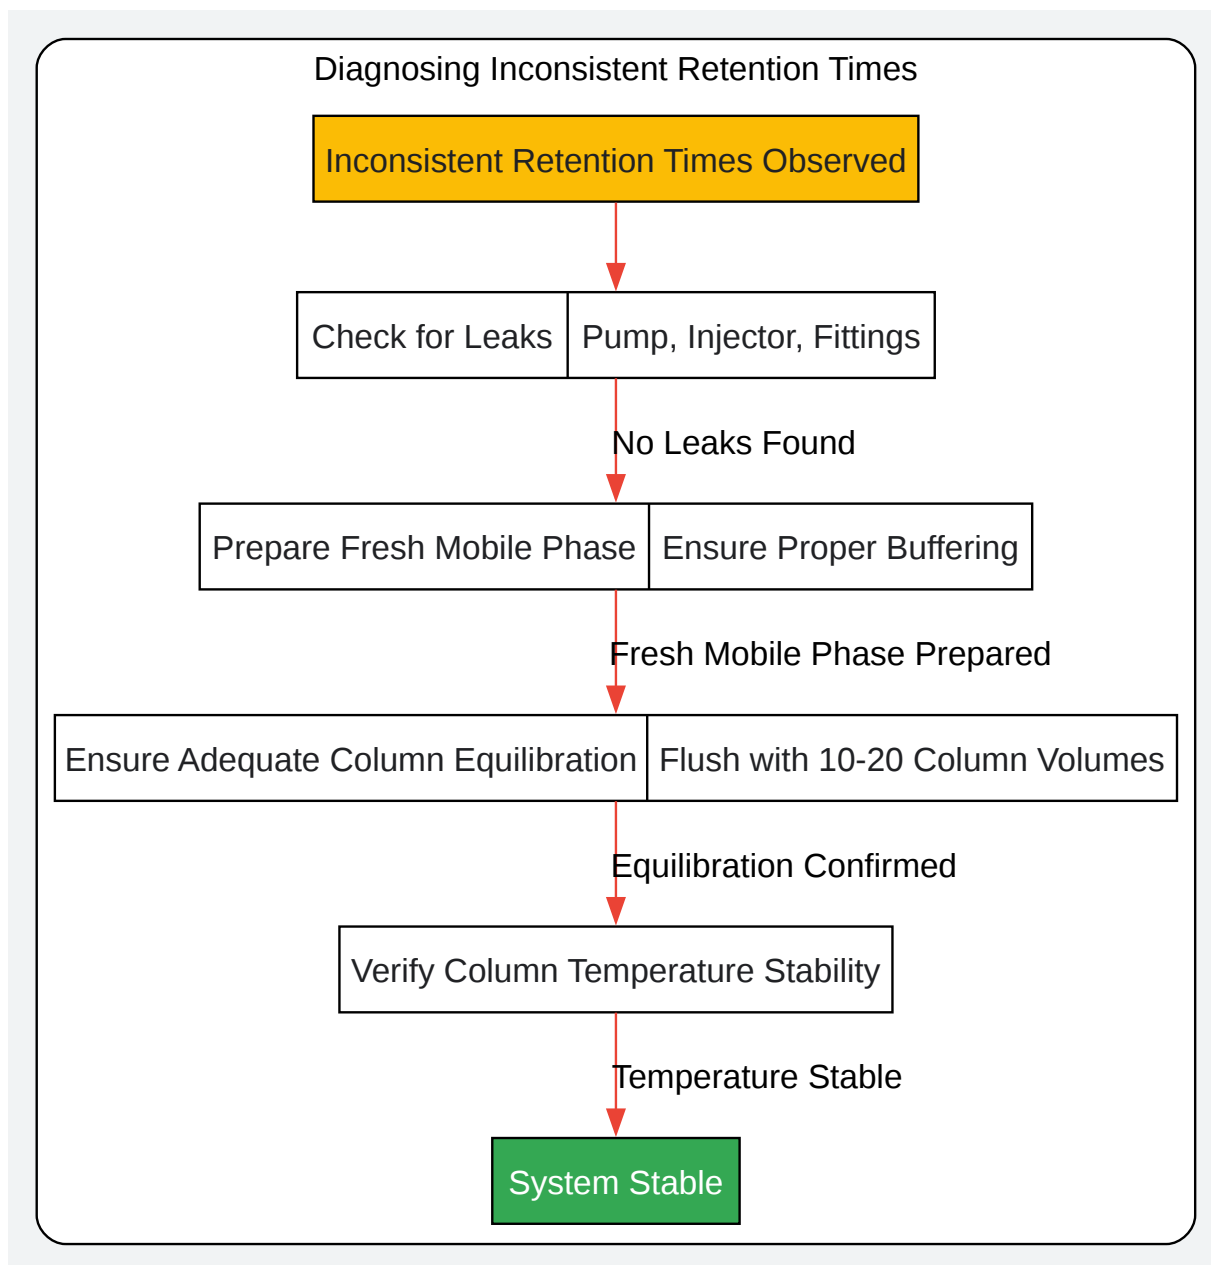 Diagnosing Inconsistent Retention Times
Inconsistent Retention Times Observed
Check for Leaks
Pump, Injector, Fittings
No Leaks Found
Prepare Fresh Mobile Phase
Ensure Proper Buffering
Fresh Mobile Phase Prepared
Ensure Adequate Column Equilibration
Flush with 10-20 Column Volumes
Equilibration Confirmed
Verify Column Temperature Stability
Temperature Stable
System Stable